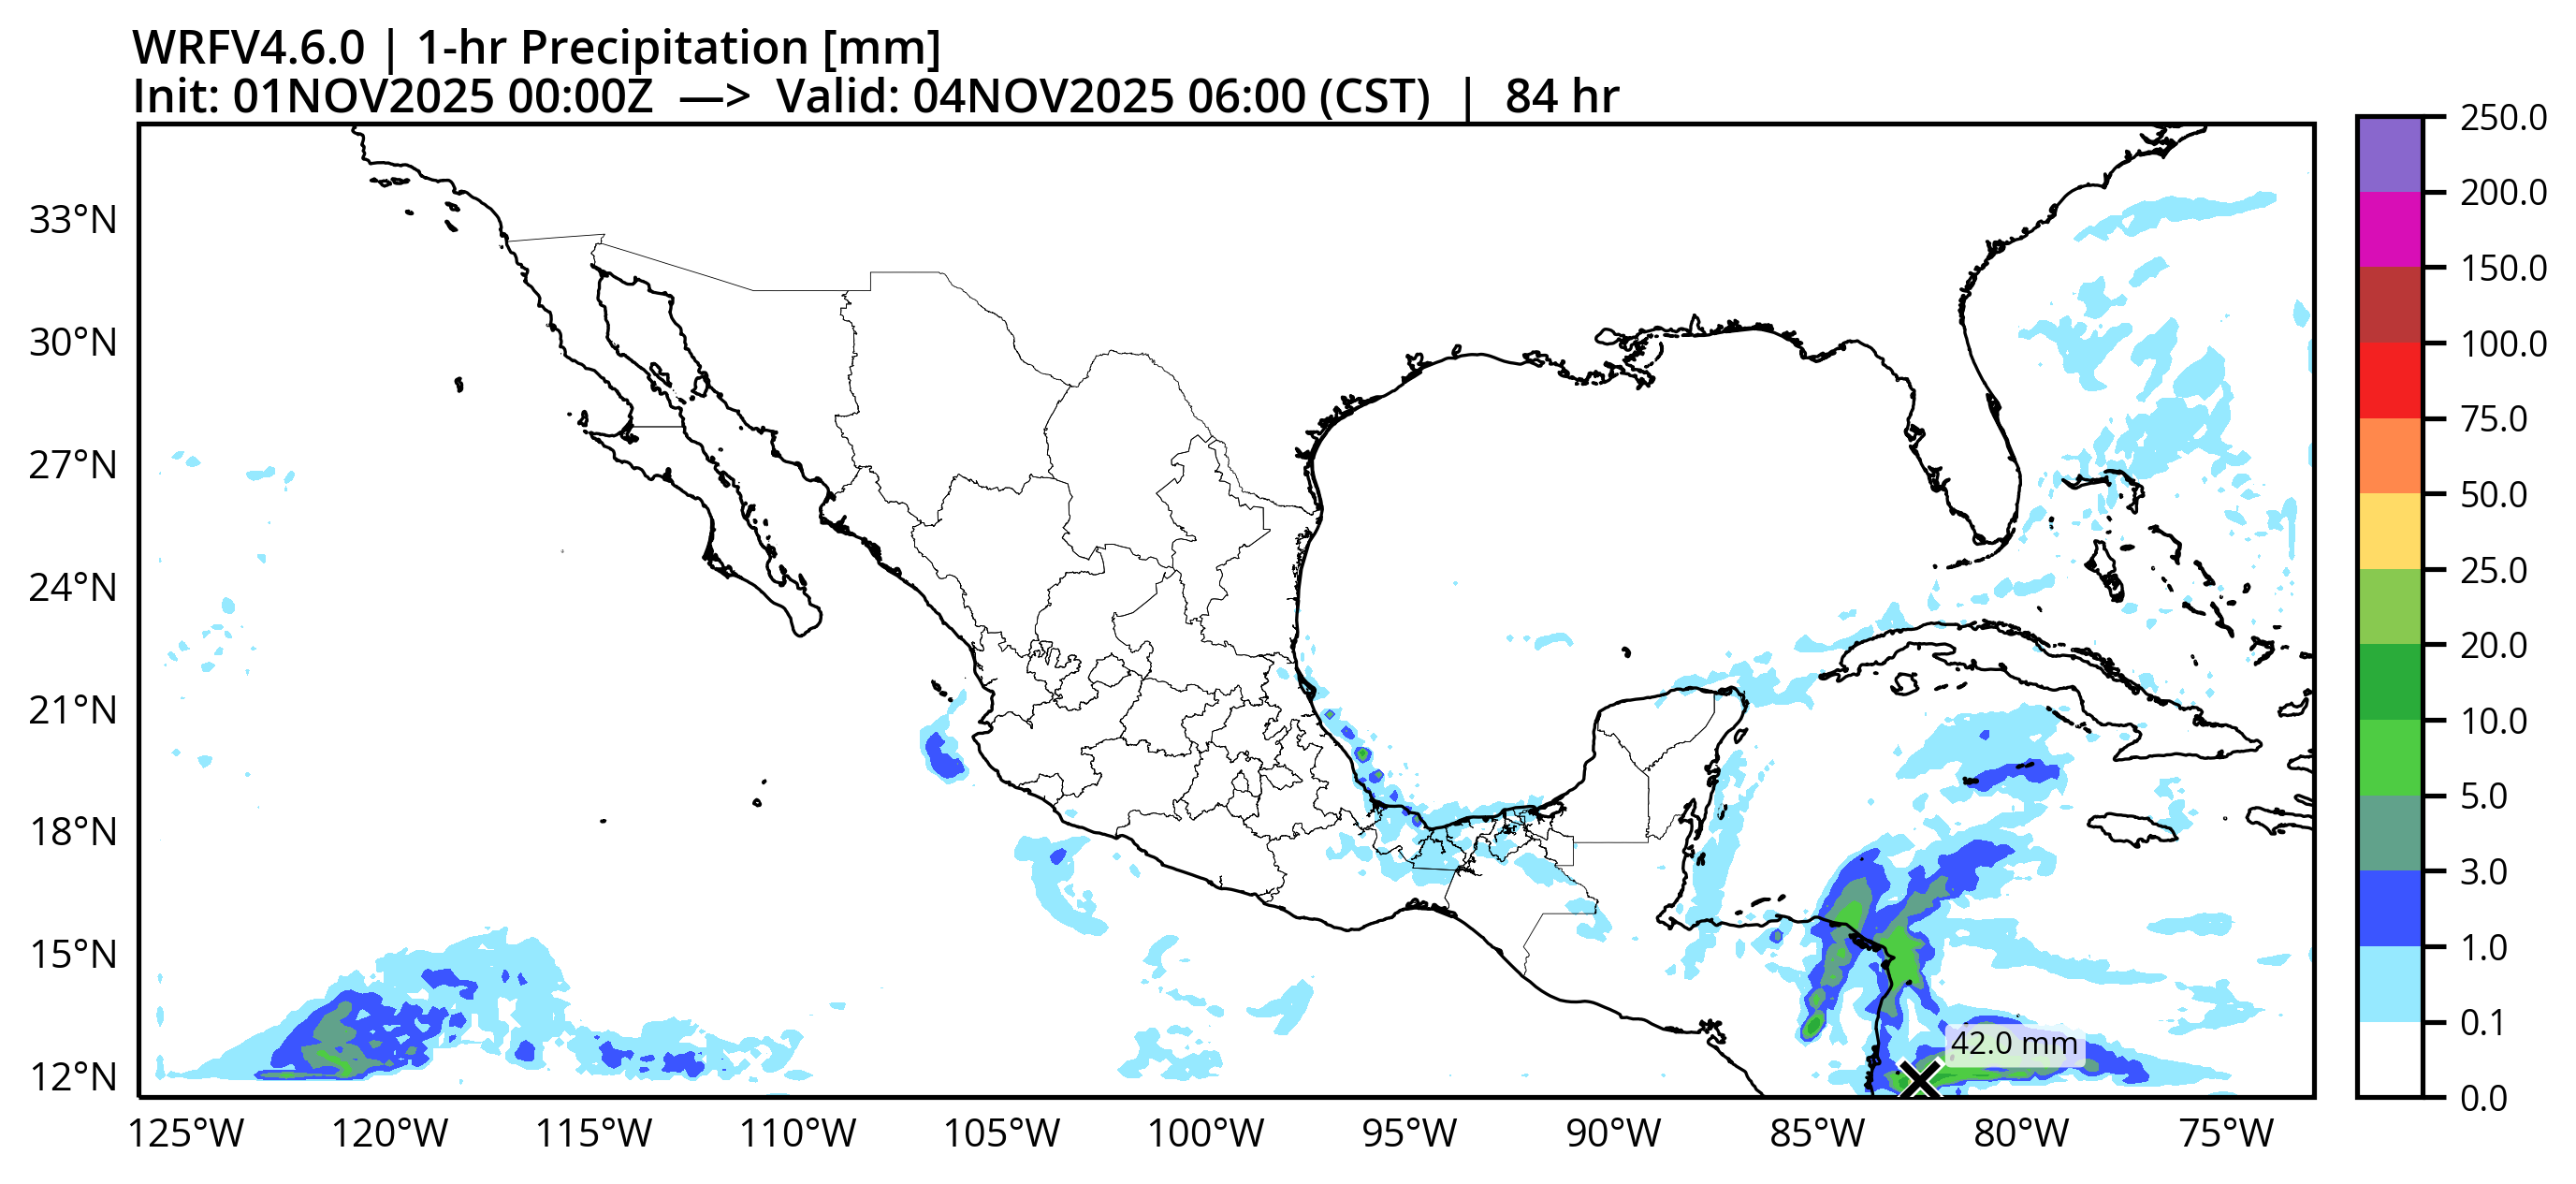 WRFV4.6.0 | 1-hr Precipitation [mm]
Init: 01NOV2025 00:00Z —> Valid: 04NOV2025 06:00 (CST) | 84 hr
33°N
30°N
27°N
24°N
21°N
18°N
15°N
12°N
125°W
120°W
115°W
110°W
105°W
100°W
95°W
90°W
85°W
80°W
75°W
42.0 mm
250.0
200.0
150.0
100.0
75.0
50.0
25.0
20.0
10.0
5.0
3.0
1.0
0.1
0.0